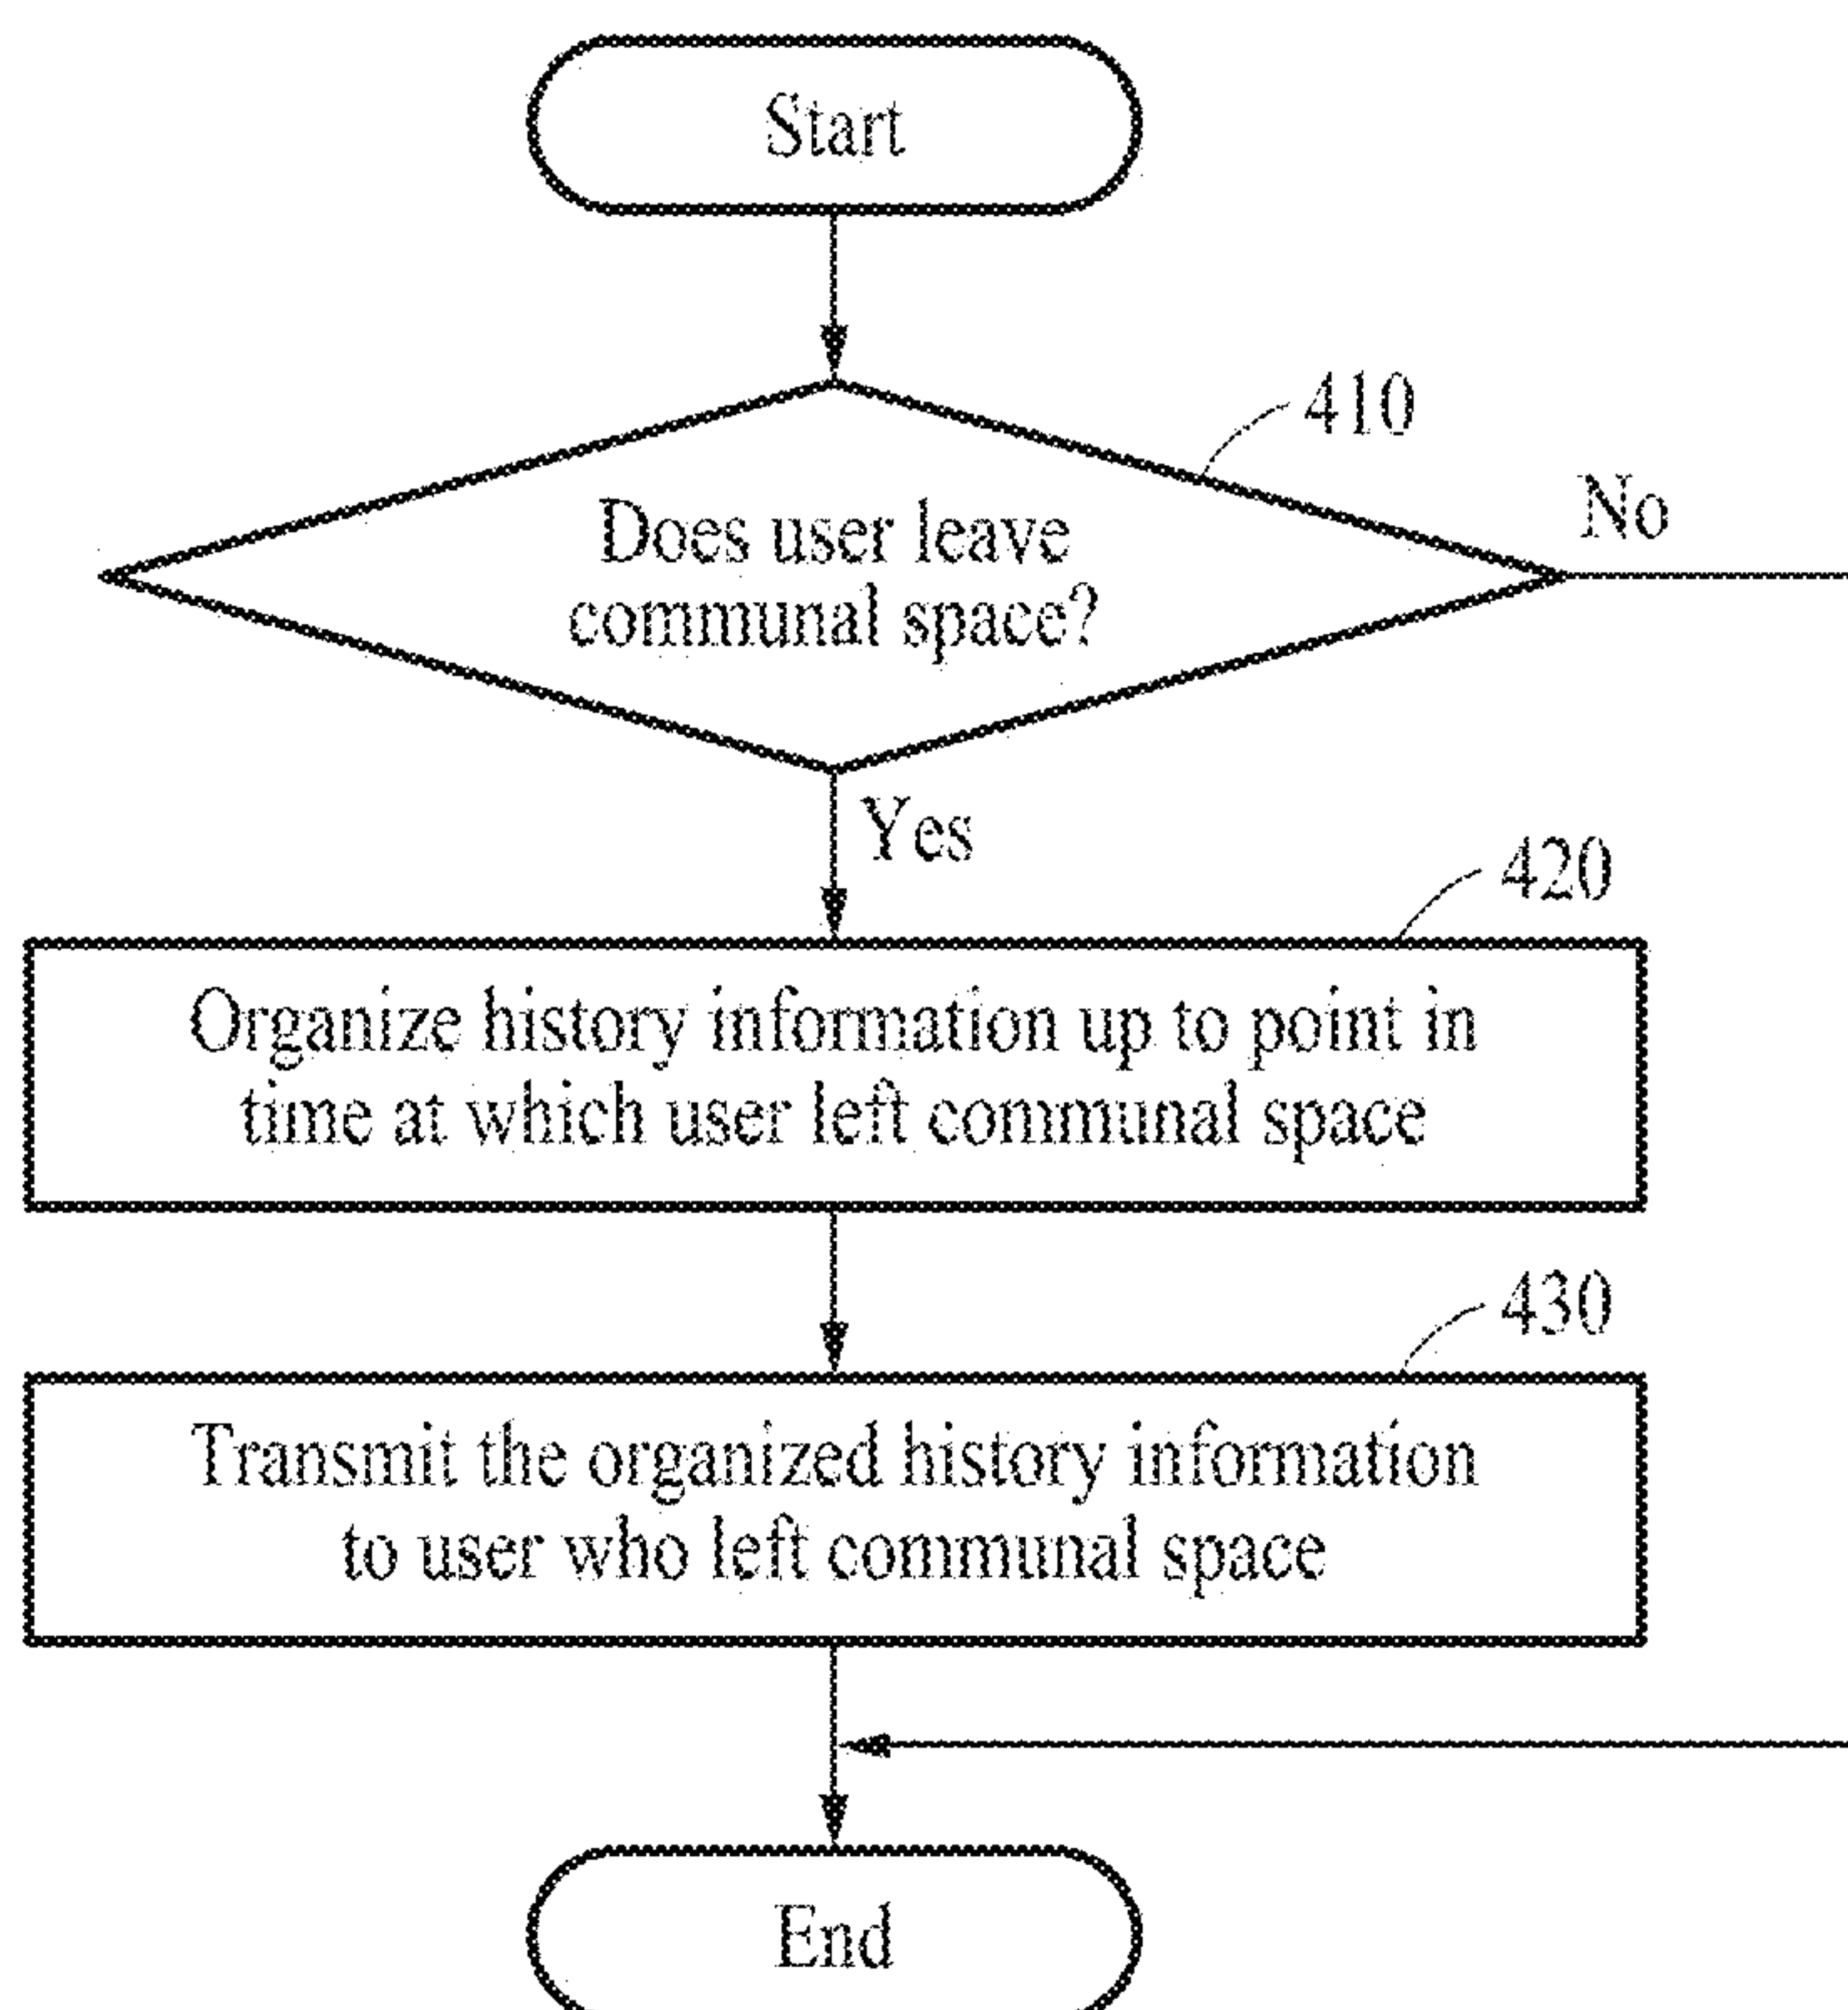 Start
410
No
Does user leave
communal space?
Yes
420
Organize history information up to point in
time at which user left communal space
430
Transmit the organized history information
to user who left communal space
End